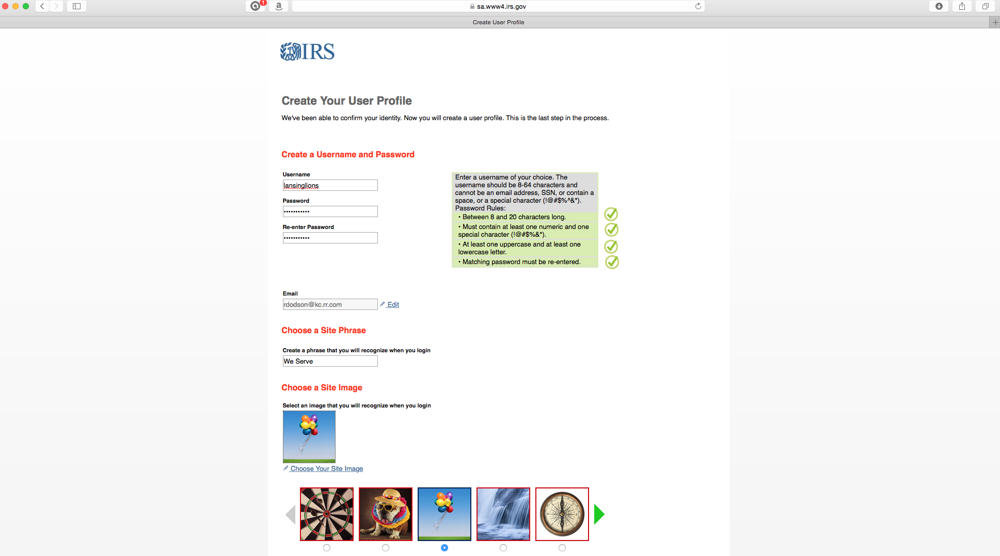 1
a
sa.www4.irs.gov
Create User Profile
IRS
Create Your User Profile
We've been able to confirm your identity. Now you will create a user profile. This is the last step in the process.
Create a Username and Password
Username
lansinglions
Password
•••••••••••
Re-enter Password
•••••••••••
Enter a username of your choice. The
username should be 8-64 characters and
cannot be an email address, SSN, or contain a
space, or a special character (!@#$%^&*).
Password Rules:
• Between 8 and 20 characters long.
• Must contain at least one numeric and one
special character (!@#$%&*).
• At least one uppercase and at least one
lowercase letter.
• Matching password must be re-entered.
Email
rdodson@kc.rr.com
Edit
Choose a Site Phrase
Create a phrase that you will recognize when you login
We Serve
Choose a Site Image
Select an image that you will recognize when you login
Choose Your Site Image